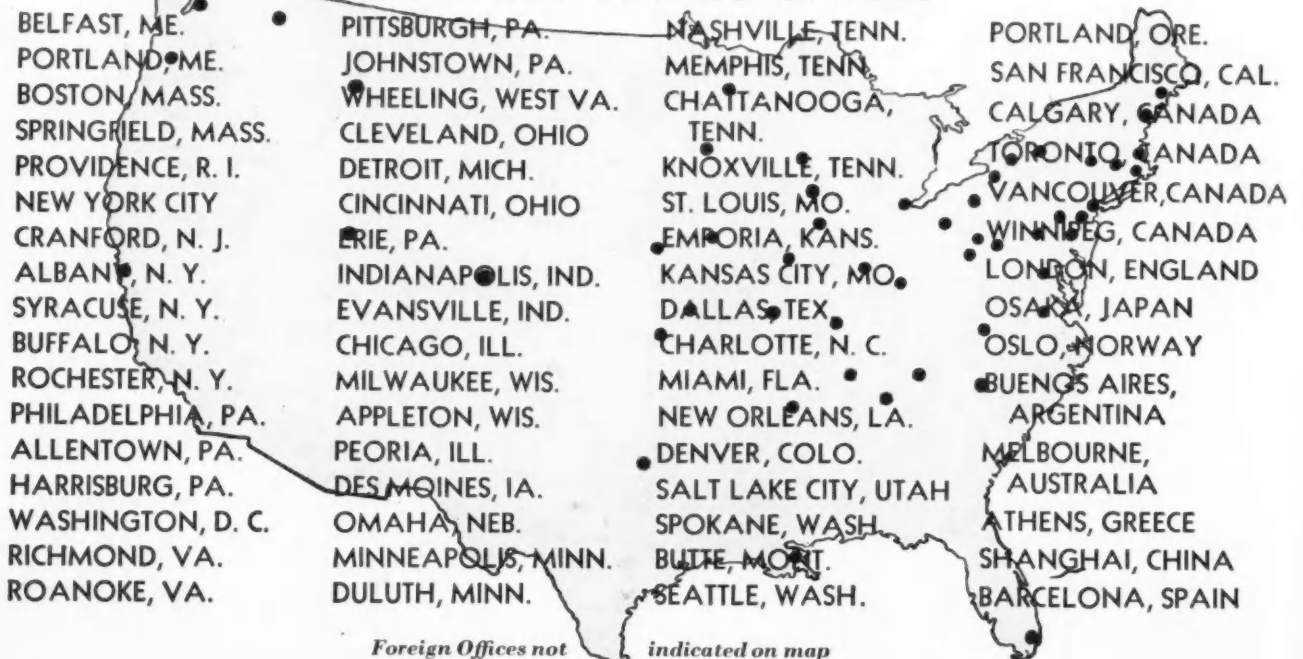 BELFAST, ME.
PORTLAND, ME.
BOSTON, MASS.
SPRINGFIELD, MASS.
PROVIDENCE, R. I.
NEW YORK CITY
CRANFORD, N. J.
ALBANY, N. Y.
SYRACUSE, N. Y.
BUFFALO, N. Y.
ROCHESTER, N. Y.
PHILADELPHIA, PA.
ALLENTOWN, PA.
HARRISBURG, PA.
WASHINGTON, D. C.
RICHMOND, VA.
ROANOKE, VA.
PITTSBURGH, PA.
JOHNSTOWN, PA.
WHEELING, WEST VA.
CLEVELAND, OHIO
DETROIT, MICH.
CINCINNATI, OHIO
ERIE, PA.
INDIANAPOLIS, IND.
EVANSVILLE, IND.
CHICAGO, ILL.
MILWAUKEE, WIS.
APPLETON, WIS.
PEORIA, ILL.
DES MOINES, IA.
OMAHA, NEB.
MINNEAPOLIS, MINN.
DULUTH, MINN.
NASHVILLE, TENN.
MEMPHIS, TENN.
CHATTANOOGA,
TENN.
KNOXVILLE, TENN.
ST. LOUIS, MO.
EMPORIA, KANS.
KANSAS CITY, MO.
DALLAS, TEX.
CHARLOTTE, N. C.
MIAMI, FLA.
NEW ORLEANS, LA.
DENVER, COLO.
SALT LAKE CITY, UTAH
SPOKANE, WASH.
BUTTE, MONT.
SEATTLE, WASH.
PORTLAND, ORE.
SAN FRANCISCO, CAL.
CALGARY, CANADA
TORONTO, CANADA
VANCOUVER, CANADA
WINNIPEG, CANADA
LONDON, ENGLAND
OSAKA, JAPAN
OSLO, NORWAY
BUENOS AIRES,
ARGENTINA
MELBOURNE,
AUSTRALIA
ATHENS, GREECE
SHANGHAI, CHINA
BARCELONA, SPAIN
Foreign Offices not indicated on map